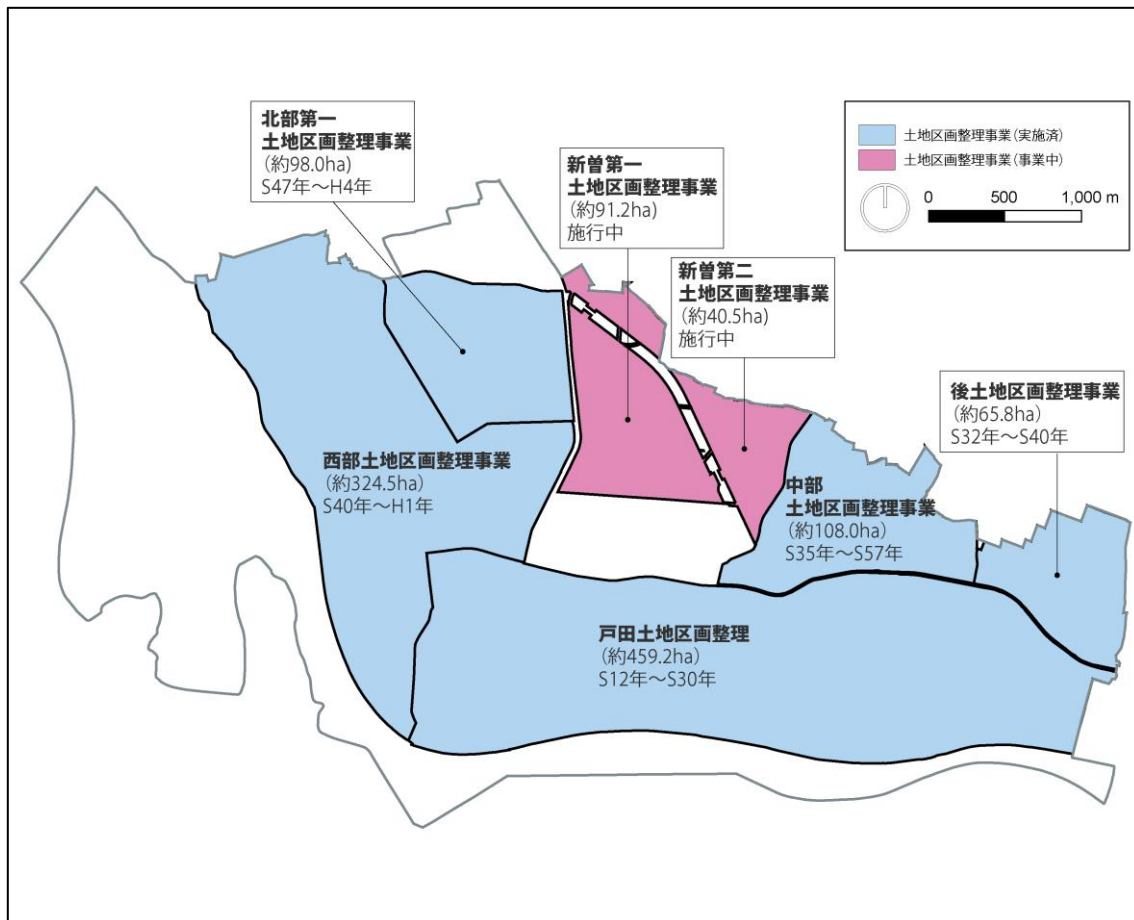 北部第一
土地区画整理事業
(約98.0ha)
S47年～H4年
新曽第一
土地区画整理事業
(約91.2ha)
施行中
新曽第二
土地区画整理事業
(約40.5ha)
施行中
土地区画整理事業(実施済)
土地区画整理事業(事業中)
0 500 1,000 m
後土地区画整理事業
(約65.8ha)
S32年～S40年
西部土地区画整理事業
(約324.5ha)
S40年～H1年
中部
土地区画整理事業
(約108.0ha)
S35年～S57年
戸田土地区画整理
(約459.2ha)
S12年～S30年